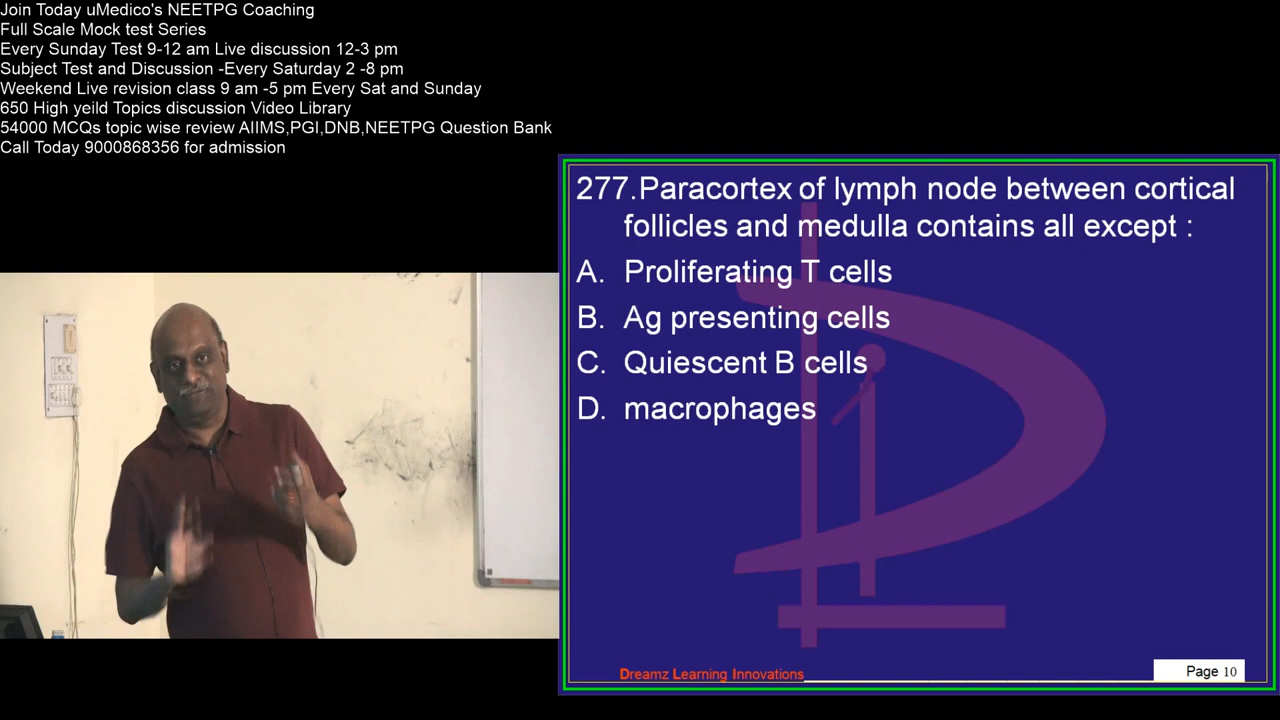 Join Today uMedico's NEETPG Coaching
Full Scale Mock test Series
Every Sunday Test 9-12 am Live discussion 12-3 pm
Subject Test and Discussion -Every Saturday 2 -8 pm
Weekend Live revision class 9 am -5 pm Every Sat and Sunday
650 High yeild Topics discussion Video Library
54000 MCQs topic wise review AIIMS,PGI,DNB,NEETPG Question Bank
Call Today 9000868356 for admission
277.Paracortex of lymph node between cortical
follicles and medulla contains all except :
A. Proliferating T cells
B. Ag presenting cells
C. Quiescent B cells
D. macrophages
Dreamz Learning Innovations
Page 10